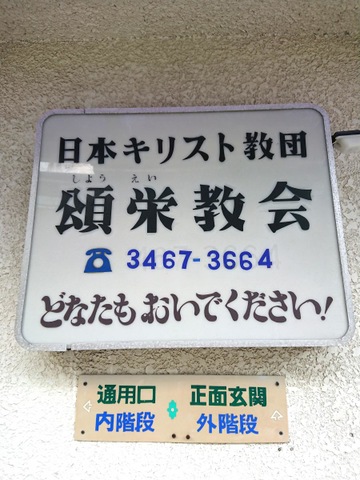 日本キリスト教団
しょう えい
頌栄教会
☎ 3467-3664
どなたもおいでください!
通用口 正面玄関
内階段 外階段